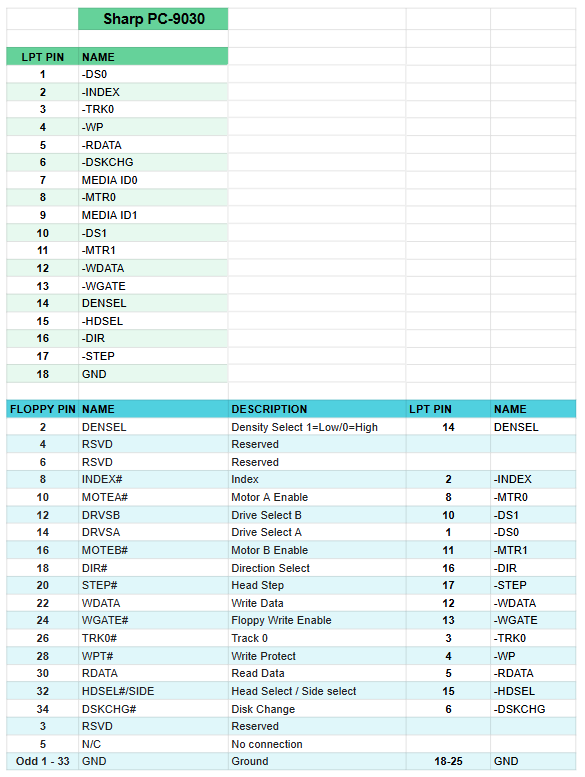 Sharp PC-9030
LPT PIN NAME
1 -DS0
2 -INDEX
3 -TRK0
4 -WP
5 -RDATA
6 -DSKCHG
7 MEDIA ID0
8 -MTR0
9 MEDIA ID1
10 -DS1
11 -MTR1
12 -WDATA
13 -WGATE
14 DENSEL
15 -HDSEL
16 -DIR
17 -STEP
18 GND
FLOPPY PIN NAME DESCRIPTION LPT PIN NAME
2 DENSEL Density Select 1=Low/0=High 14 DENSEL
4 RSVD Reserved
6 RSVD Reserved
8 INDEX# Index 2 -INDEX
10 MOTEA# Motor A Enable 8 -MTR0
12 DRVSB Drive Select B 10 -DS1
14 DRVSA Drive Select A 1 -DS0
16 MOTEB# Motor B Enable 11 -MTR1
18 DIR# Direction Select 16 -DIR
20 STEP# Head Step 17 -STEP
22 WDATA Write Data 12 -WDATA
24 WGATE# Floppy Write Enable 13 -WGATE
26 TRK0# Track 0 3 -TRK0
28 WPT# Write Protect 4 -WP
30 RDATA Read Data 5 -RDATA
32 HDSEL#/SIDE Head Select / Side select 15 -HDSEL
34 DSKCHG# Disk Change 6 -DSKCHG
3 RSVD Reserved
5 N/C No connection
Odd 1 - 33 GND Ground 18-25 GND